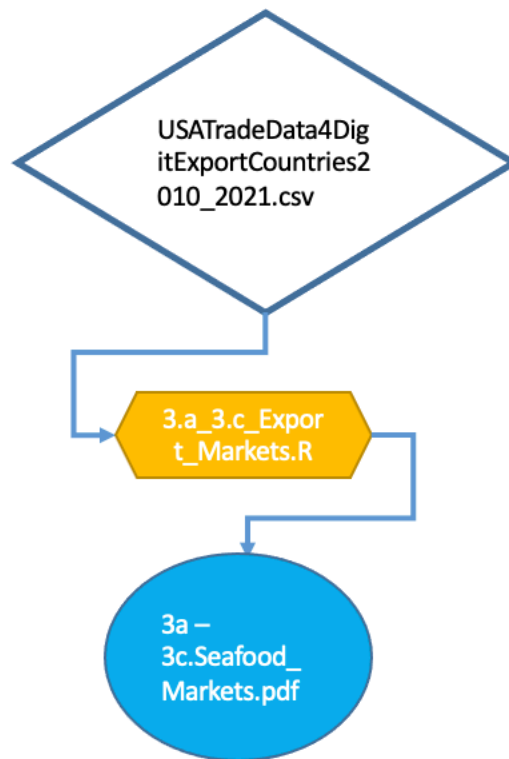 USATradeData4Dig
itExportCountries2
010_2021.csv
3.a_3.c_Expor
t_Markets.R
3a –
3c.Seafood_
Markets.pdf